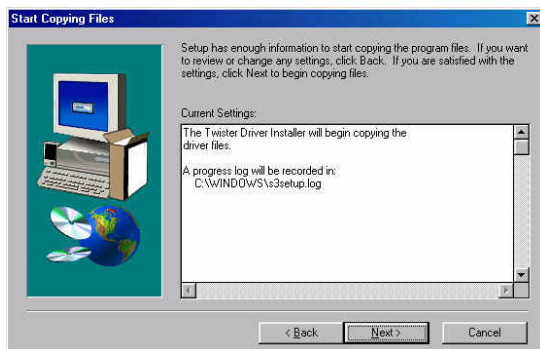 Start Copying Files
Setup has enough information to start copying the program files. If you want
to review or change any settings, click Back. If you are satisfied with the
settings, click Next to begin copying files.
Current Settings:
The Twister Driver Installer will begin copying the
driver files.
A progress log will be recorded in:
C:\WINDOWS\s3setup.log
< Back
Next >
Cancel